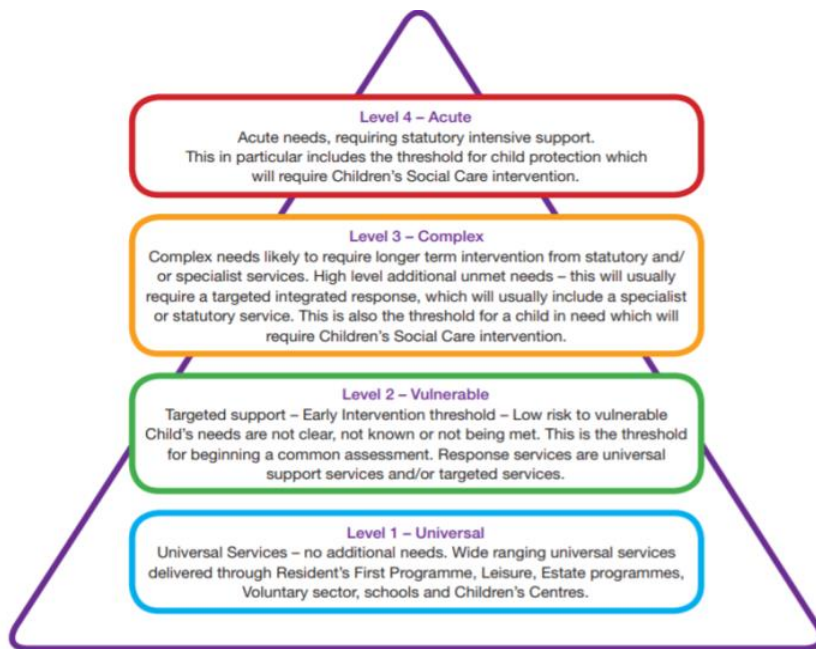 Level 4 – Acute
Acute needs, requiring statutory intensive support.
This in particular includes the threshold for child protection which
will require Children's Social Care intervention.
Level 3 – Complex
Complex needs likely to require longer term intervention from statutory and/
or specialist services. High level additional unmet needs – this will usually
require a targeted integrated response, which will usually include a specialist
or statutory service. This is also the threshold for a child in need which will
require Children's Social Care intervention.
Level 2 – Vulnerable
Targeted support – Early Intervention threshold – Low risk to vulnerable
Child's needs are not clear, not known or not being met. This is the threshold
for beginning a common assessment. Response services are universal
support services and/or targeted services.
Level 1 – Universal
Universal Services – no additional needs. Wide ranging universal services
delivered through Resident's First Programme, Leisure, Estate programmes,
Voluntary sector, schools and Children's Centres.